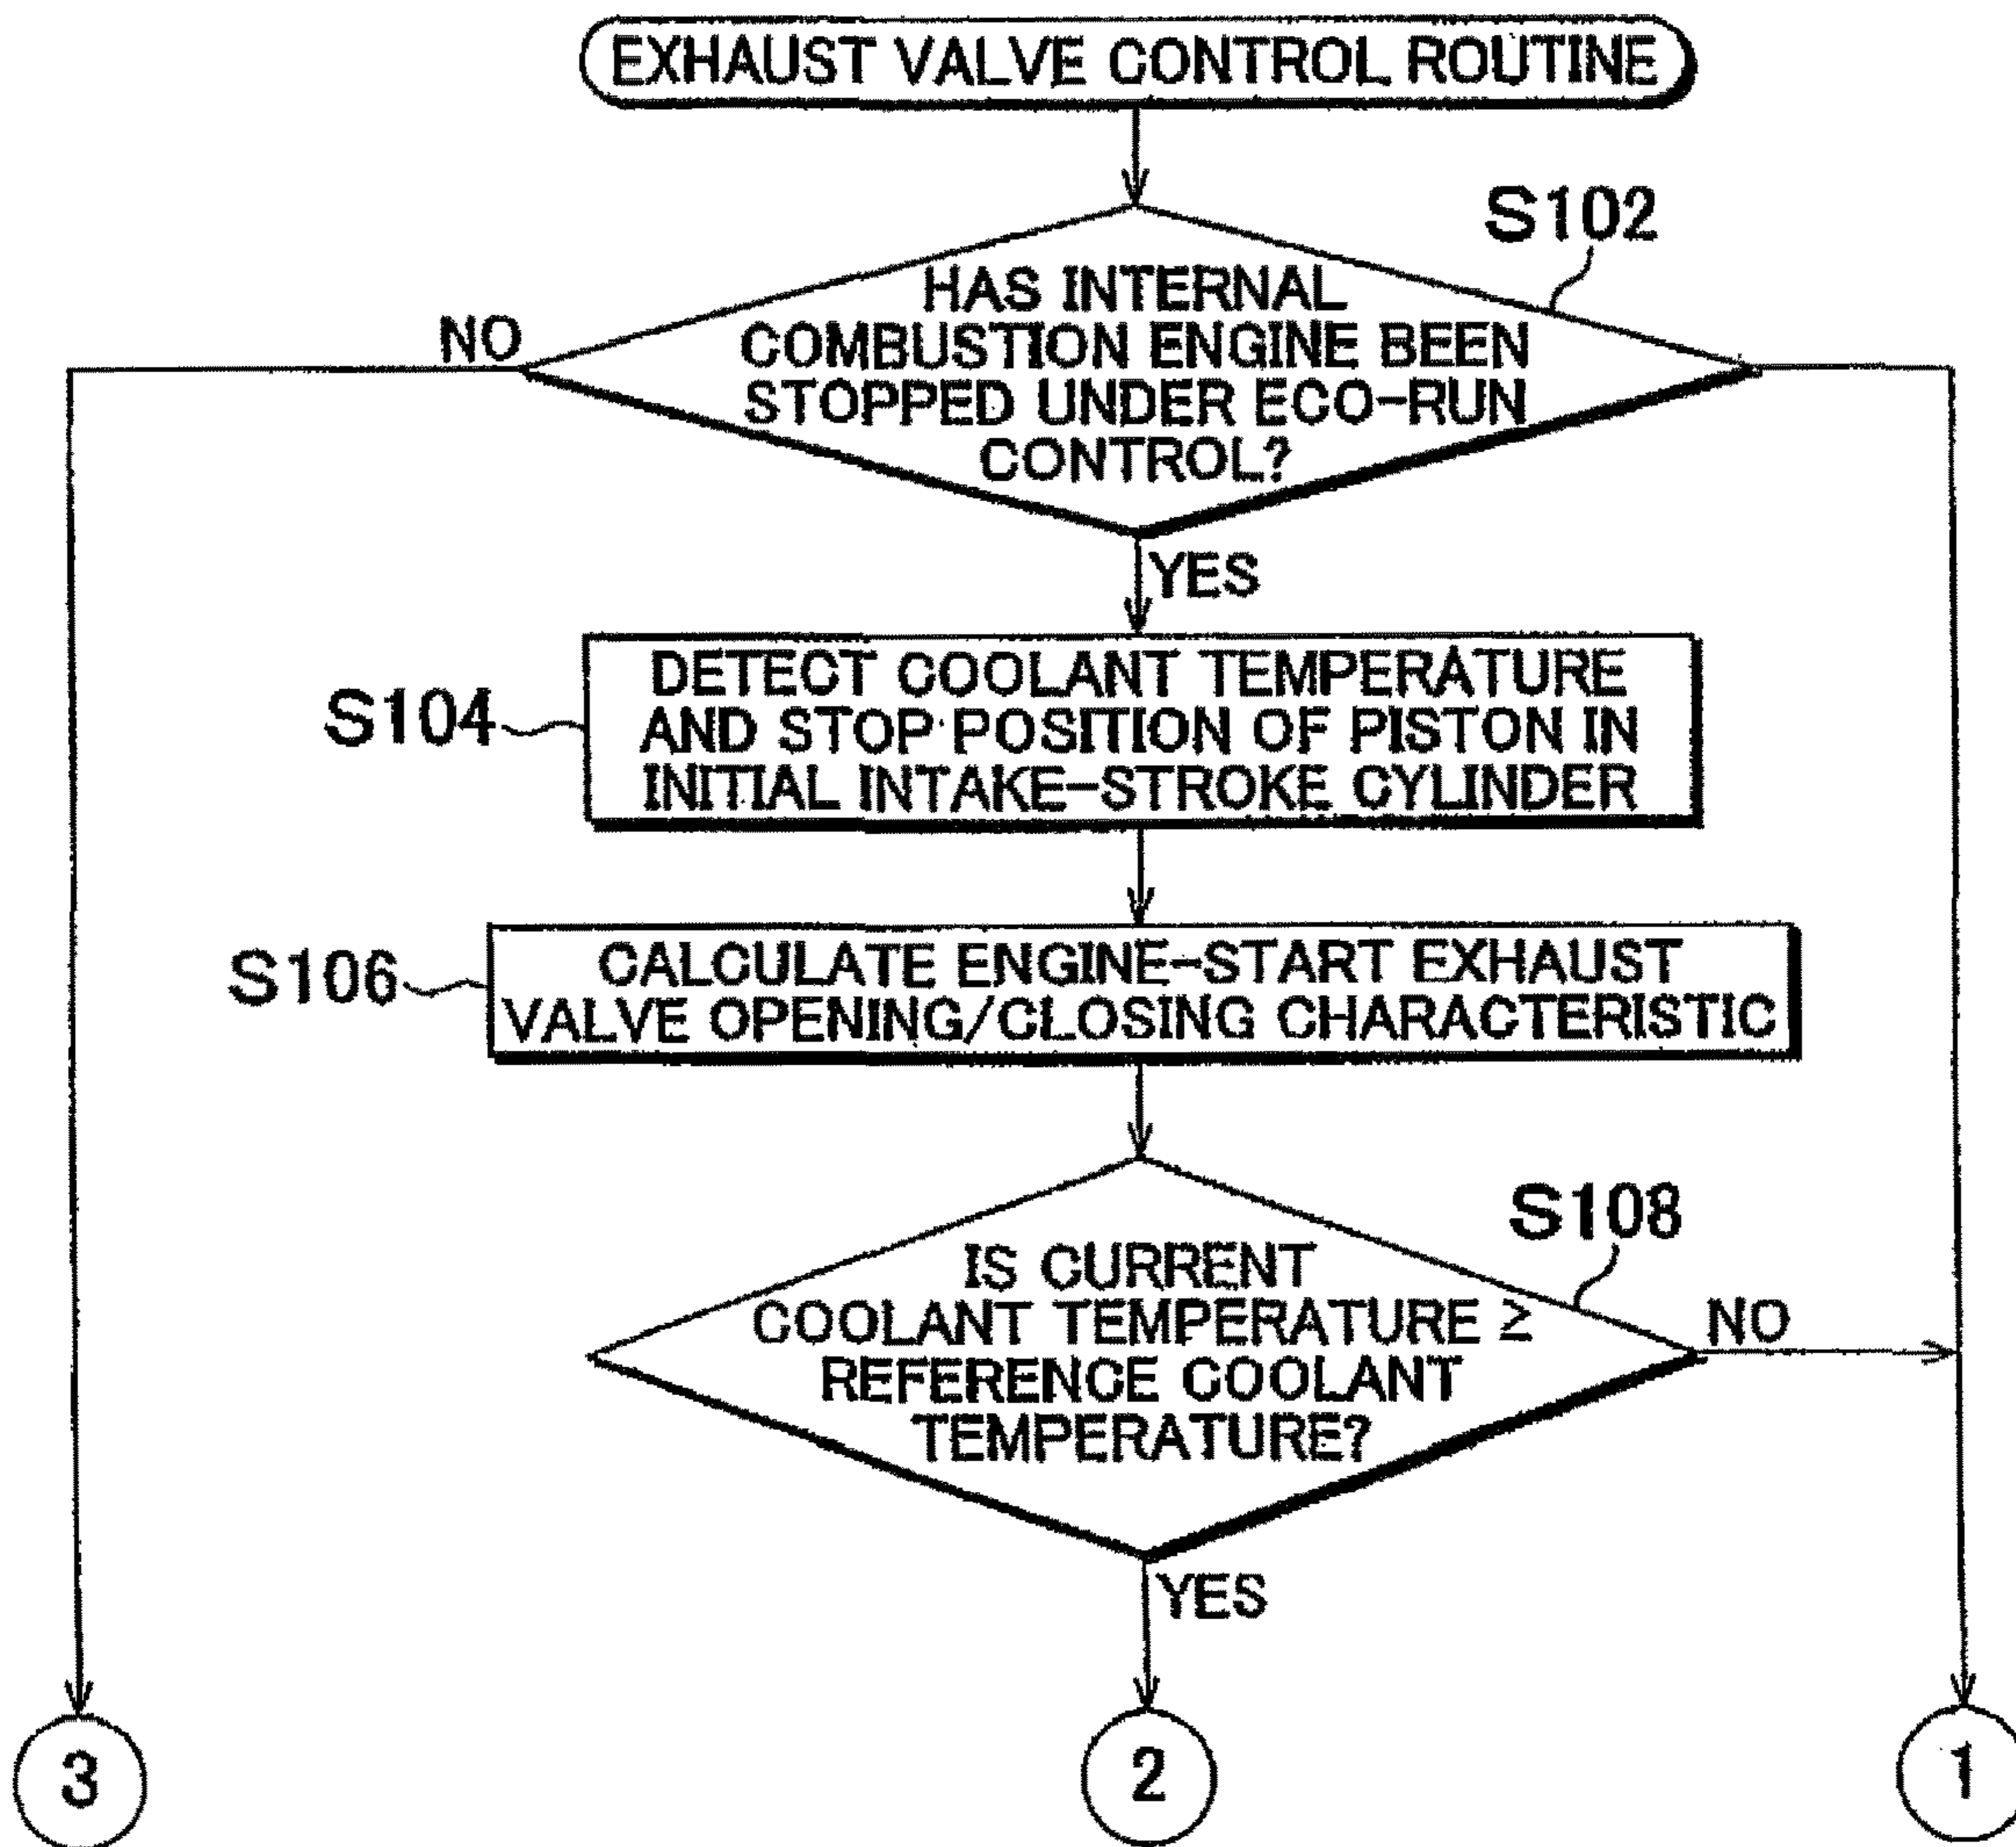 EXHAUST VALVE CONTROL ROUTINE
S102
HAS INTERNAL
COMBUSTION ENGINE BEEN
STOPPED UNDER ECO-RUN
CONTROL?
NO
YES
S104
DETECT COOLANT TEMPERATURE
AND STOP POSITION OF PISTON IN
INITIAL INTAKE-STROKE CYLINDER
S106
CALCULATE ENGINE-START EXHAUST
VALVE OPENING/CLOSING CHARACTERISTIC
S108
IS CURRENT
COOLANT TEMPERATURE ≥
REFERENCE COOLANT
TEMPERATURE?
NO
YES
3
2
1